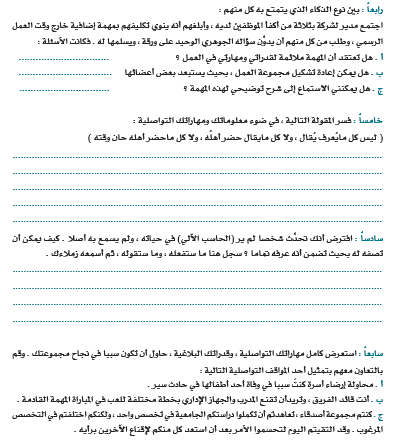 رابعاً : بين نوع الذكاء الذي يتمتع به كل منهم :
اجتمع مدير لشركة بثلاثة من أكفأ الموظفين لديه ، وأبلغهم أنه ينوي تكليفهم بمهمة إضافية خارج وقت العمل
الرسمي ، وطلب من كل منهم أن يدوّن سؤاله الجوهري الوحيد على ورقة ، ويسلمها له . فكانت الأسئلة :
أ . هل تعتقد أن المهمة ملائمة لقدراتي ومهاراتي في العمل ؟ ..................................
ب . هل يمكن إعادة تشكيل مجموعة العمل ، بحيث يستبعد بعض أعضائها ..................................
ج . هل يمكنني الاستماع إلى شرح توضيحي لهذه المهمة ؟ ..................................
خامساً : فسر المقولة التالية ، في ضوء معلوماتك ومهاراتك التواصلية :
( ليس كل مايُعرف يُقال ، ولا كل مايقال حضر أهلُه ، ولا كل ماحضر أهله حان وقته )
سادساً : افترض أنك تحدّث شخصا لم ير (الحاسب الآلي) في حياته ، ولم يسمع به أصلا . كيف يمكن أن
تصفه له بحيث تضمن أنه عرفه تماما ؟ سجل هنا ما ستفعله ، وما ستقوله ، ثم أسمعه زملاءك .
سابعاً : استعرض كامل مهاراتك التواصلية ، وقدراتك البلاغية ، حاول أن تكون سببا في نجاح مجموعتك . وقم
بالتعاون معهم بتمثيل أحد المواقف التواصلية التالية :
أ . محاولة إرضاء أسرة كنتَ سببا في وفاة أحد أطفالها في حادث سير .
ب . أنت قائد الفريق ، وتريد أن تقنع المدرب والجهاز الإداري بخطة مختلفة للعب في المباراة المهمة القادمة .
ج . كنتم مجموعة أصدقاء ، تعاهدتم أن تكملوا دراستكم الجامعية في تخصص واحد ، ولكنكم اختلفتم في التخصص
المرغوب . وقد التقيتم اليوم لتحسموا الأمر بعد أن استعد كل منكم لإقناع الآخرين برأيه .